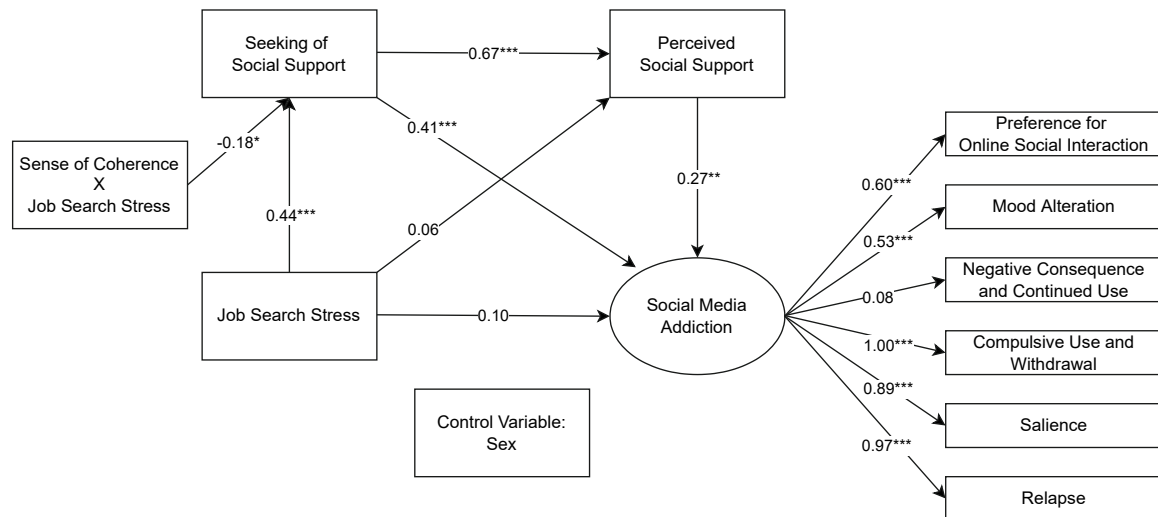 Seeking of
Social Support
Perceived
Social Support
0.67***
0.41***
-0.18*
Sense of Coherence
X
Job Search Stress
0.44***
0.06
0.27**
Job Search Stress
0.10
Social Media
Addiction
Control Variable:
Sex
Preference for
Online Social Interaction
0.60***
Mood Alteration
0.53***
Negative Consequence
and Continued Use
0.08
Compulsive Use and
Withdrawal
1.00***
Salience
0.89***
Relapse
0.97***